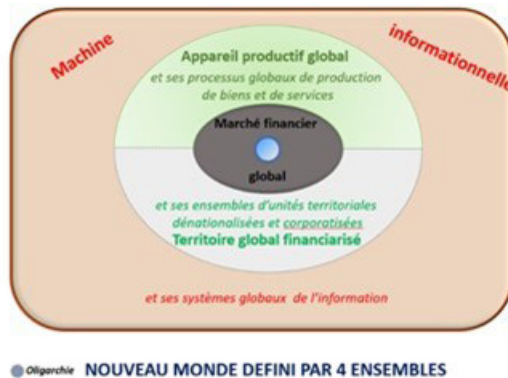 Machine
informationnelle
Appareil productif global
et ses processus globaux de production
de biens et de services
Marché financier
global
et ses ensembles d'unités territoriales
dénationalisées et corporatisées
Territoire global financiarisé
et ses systèmes globaux de l'information
Oligarchie NOUVEAU MONDE DEFINI PAR 4 ENSEMBLES